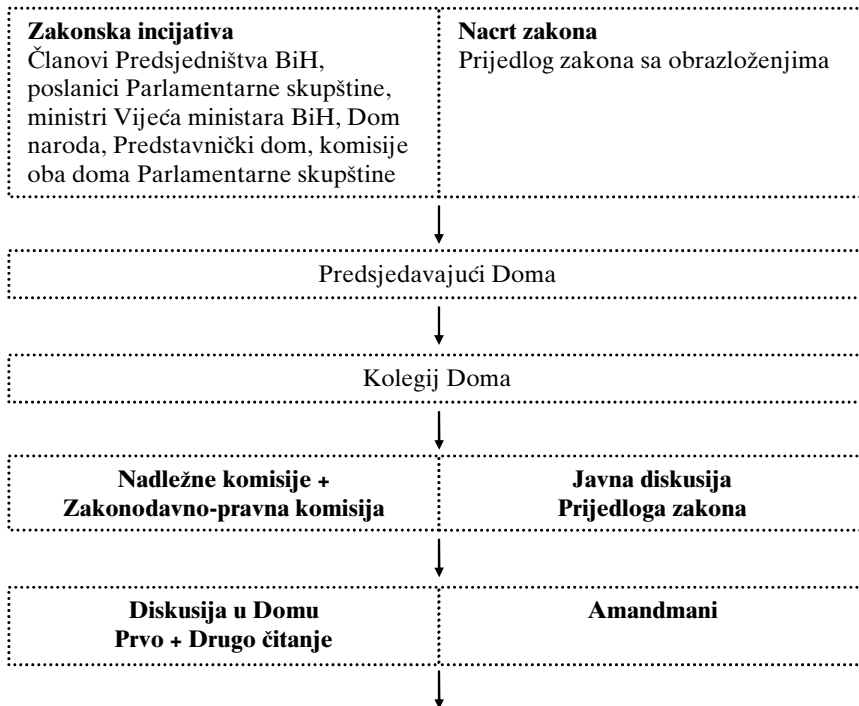 Zakonska incijativa
Članovi Predsjedništva BiH,
poslanici Parlamentarne skupštine,
ministri Vijeća ministara BiH, Dom
naroda, Predstavnički dom, komisije
oba doma Parlamentarne skupštine
Nacrt zakona
Prijedlog zakona sa obrazloženjima
Predsjedavajući Doma
Kolegij Doma
Nadležne komisije +
Zakonodavno-pravna komisija
Javna diskusija
Prijedloga zakona
Diskusija u Domu
Prvo + Drugo čitanje
Amandmani